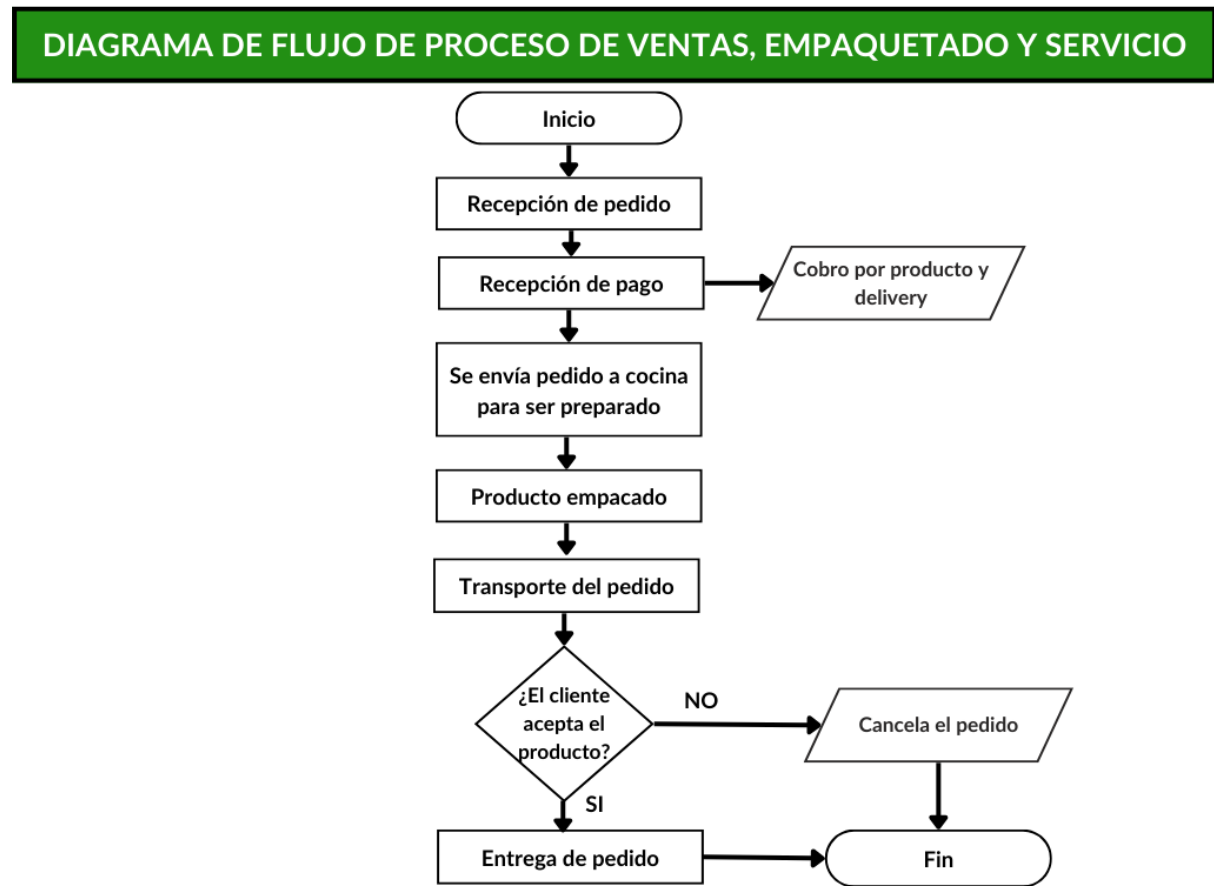 DIAGRAMA DE FLUJO DE PROCESO DE VENTAS, EMPAQUETADO Y SERVICIO
Inicio
Recepción de pedido
Recepción de pago
Cobro por producto y
delivery
Se envía pedido a cocina
para ser preparado
Producto empacado
Transporte del pedido
¿El cliente
acepta el
producto?
NO
Cancela el pedido
SI
Entrega de pedido
Fin